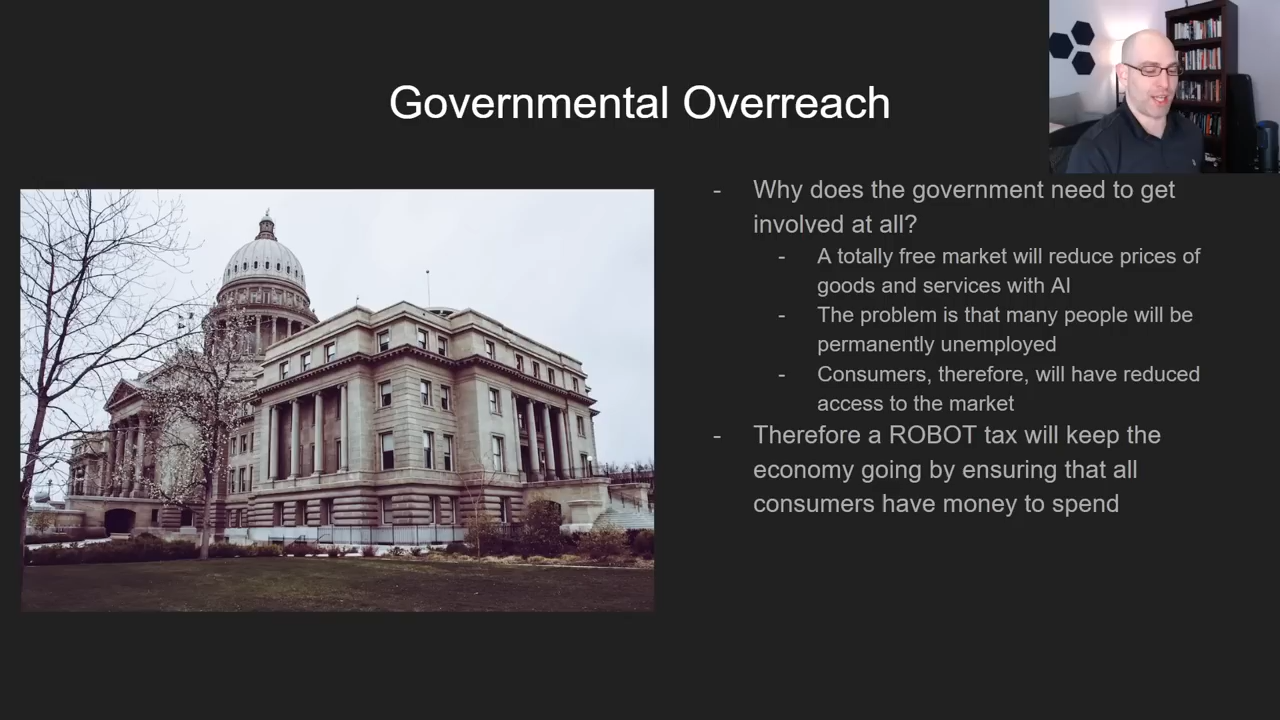 Governmental Overreach
- Why does the government need to get
involved at all?
- A totally free market will reduce prices of
goods and services with AI
- The problem is that many people will be
permanently unemployed
- Consumers, therefore, will have reduced
access to the market
- Therefore a ROBOT tax will keep the
economy going by ensuring that all
consumers have money to spend